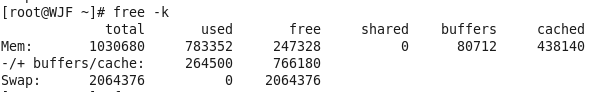 [root@WJF ~]# free -k
             total       used       free     shared    buffers     cached
Mem:       1030680     783352     247328          0      80712     438140
-/+ buffers/cache:     264500     766180
Swap:      2064376          0    2064376